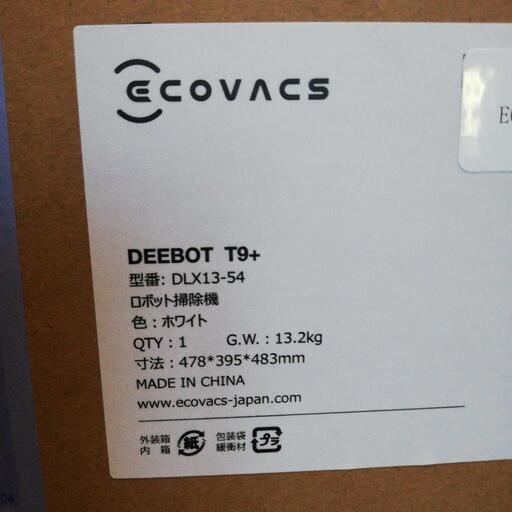 ECOVACS
DEEBOT T9+
型番: DLX13-54
ロボット掃除機
色：ホワイト
QTY：1 G.W.：13.2kg
寸法：478*395*483mm
MADE IN CHINA
www.ecovacs-japan.com
外装箱
内 箱
紙
包装袋
緩衝材
プラ